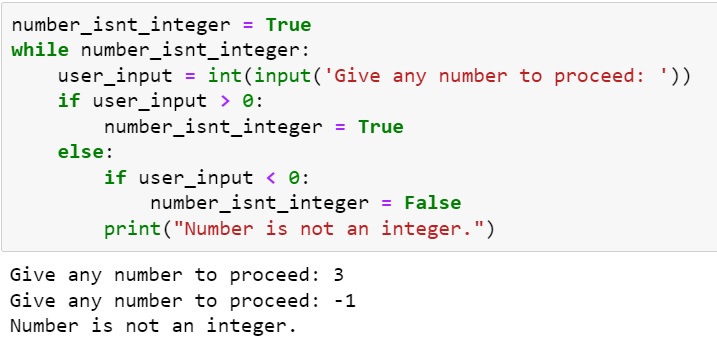 number_isnt_integer = True
while number_isnt_integer:
    user_input = int(input('Give any number to proceed: '))
    if user_input > 0:
        number_isnt_integer = True
    else:
        if user_input < 0:
            number_isnt_integer = False
        print("Number is not an integer.")
Give any number to proceed: 3
Give any number to proceed: -1
Number is not an integer.